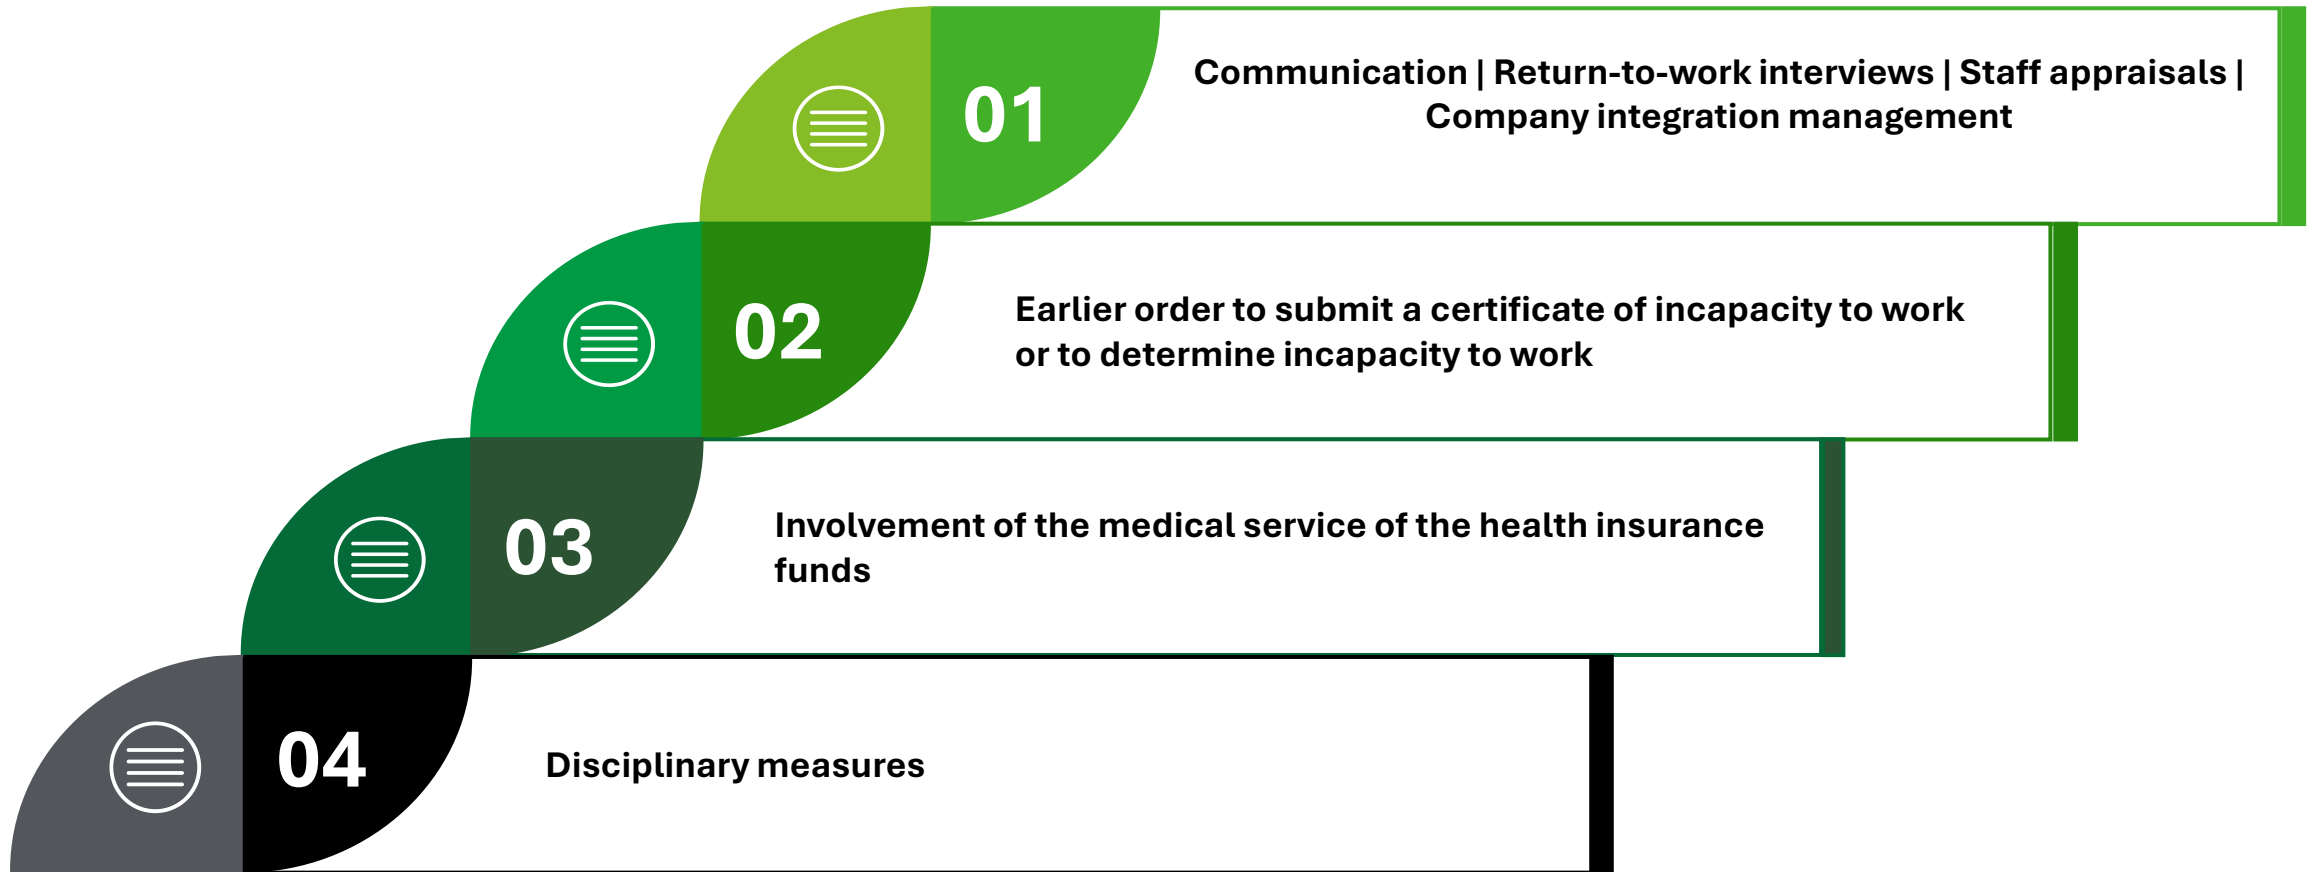 01
Communication | Return-to-work interviews | Staff appraisals |
Company integration management
02
Earlier order to submit a certificate of incapacity to work
or to determine incapacity to work
03
Involvement of the medical service of the health insurance
funds
04
Disciplinary measures